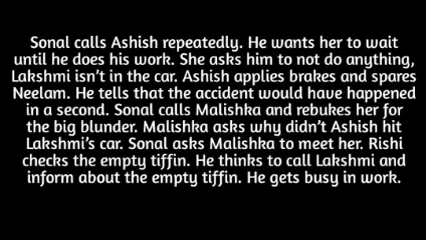 Sonal calls Ashish repeatedly. He wants her to wait
until he does his work. She asks him to not do anything,
Lakshmi isn't in the car. Ashish applies brakes and spares
Neelam. He tells that the accident would have happened
in a second. Sonal calls Malishka and rebukes her for
the big blunder. Malishka asks why didn't Ashish hit
Lakshmi's car. Sonal asks Malishka to meet her. Rishi
checks the empty tiffin. He thinks to call Lakshmi and
inform about the empty tiffin. He gets busy in work.